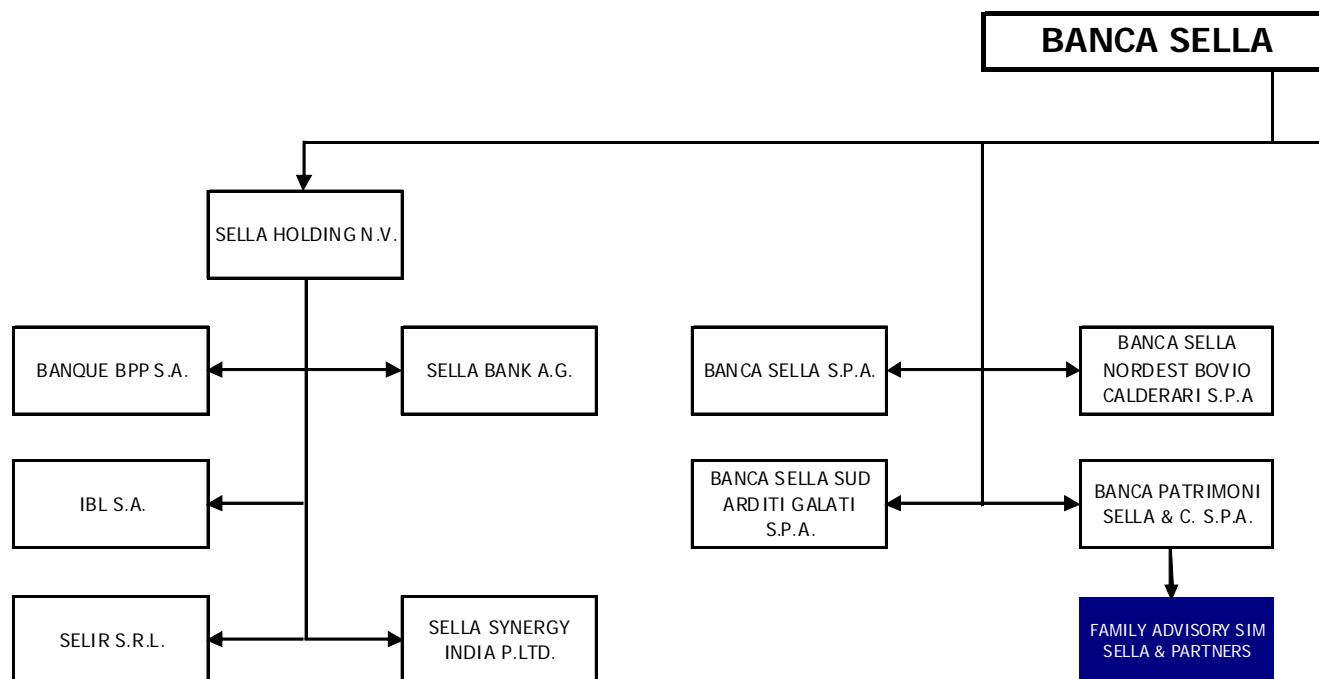 BANCA SELLA
SELLA HOLDING N.V.
BANQUE BPP S.A.
SELLA BANK A.G.
BANCA SELLA S.P.A.
BANCA SELLA
NORDEST BOVIO
CALDERARI S.P.A
IBL S.A.
BANCA SELLA SUD
ARDITI GALATI
S.P.A.
BANCA PATRIMONI
SELLA & C. S.P.A.
SELIR S.R.L.
SELLA SYNERGY
INDIA P.LTD.
FAMILY ADVISORY SIM
SELLA & PARTNERS